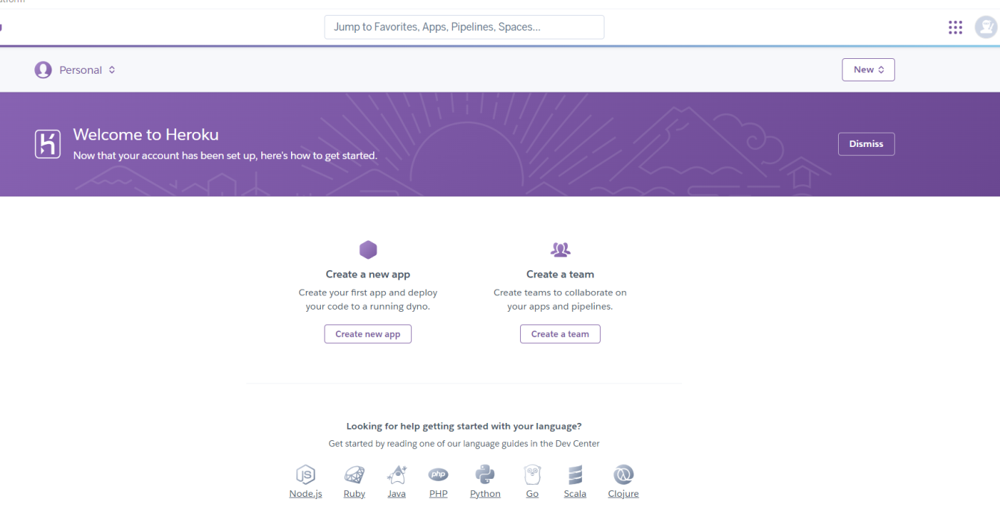 Jump to Favorites, Apps, Pipelines, Spaces...
Personal
New
Welcome to Heroku
Now that your account has been set up, here's how to get started.
Dismiss
Create a new app
Create your first app and deploy
your code to a running dyno.
Create new app
Create a team
Create teams to collaborate on
your apps and pipelines.
Create a team
Looking for help getting started with your language?
Get started by reading one of our language guides in the Dev Center
JS
php
Node.js
Ruby
Java
PHP
Python
Go
Scala
Clojure